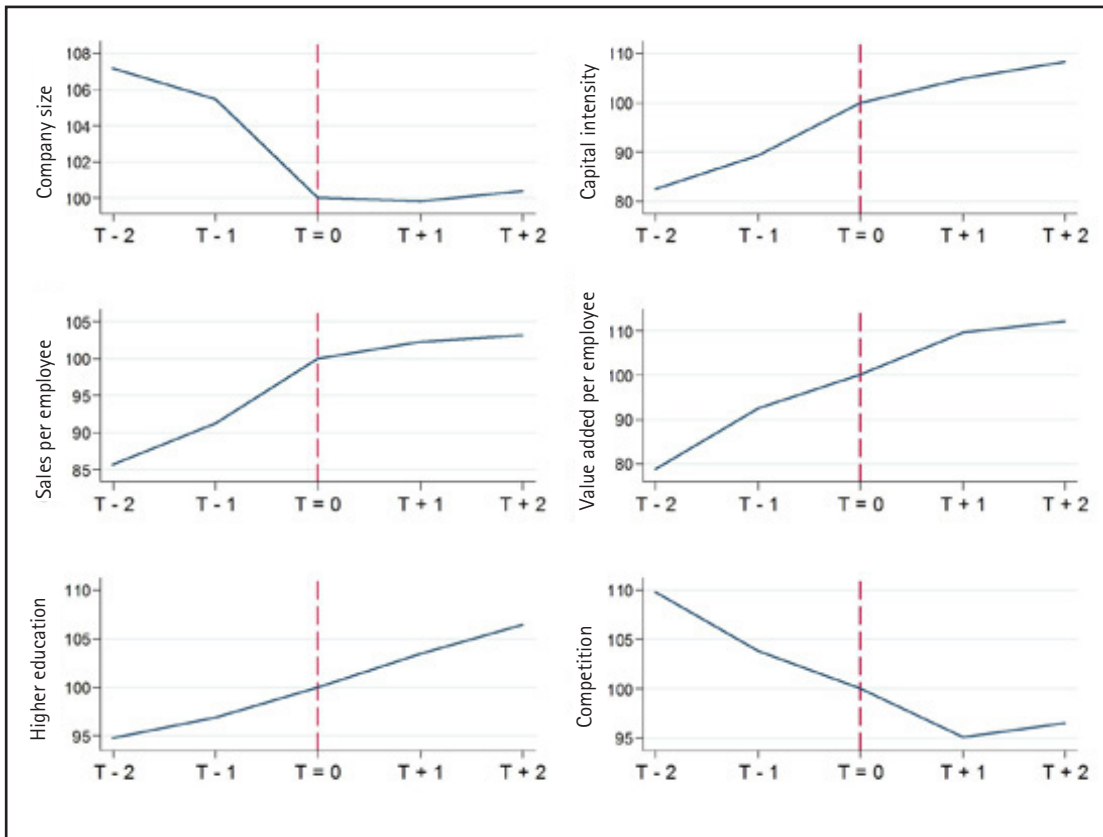 Company size
108
106
104
102
100
T - 2 T - 1 T = 0 T + 1 T + 2
Capital intensity
110
100
90
80
T - 2 T - 1 T = 0 T + 1 T + 2
Sales per employee
105
100
95
90
85
T - 2 T - 1 T = 0 T + 1 T + 2
Value added per employee
110
100
90
80
T - 2 T - 1 T = 0 T + 1 T + 2
Higher education
110
105
100
95
T - 2 T - 1 T = 0 T + 1 T + 2
Competition
110
105
100
95
T - 2 T - 1 T = 0 T + 1 T + 2